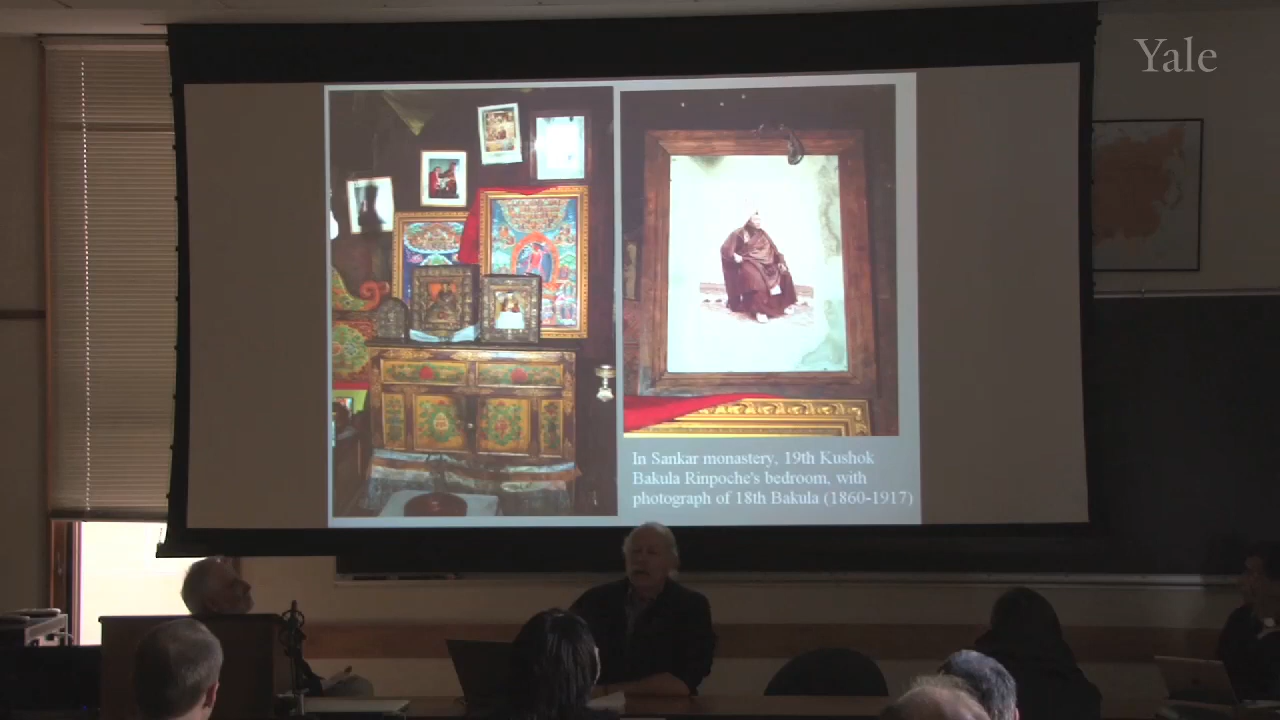 Yale
In Sankar monastery, 19th Kushok
Bakula Rinpoche's bedroom, with
photograph of 18th Bakula (1860-1917)